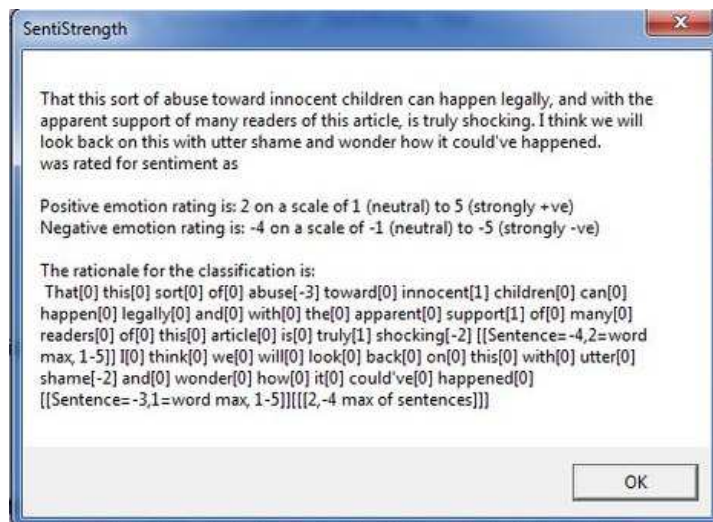 SentiStrength
That this sort of abuse toward innocent children can happen legally, and with the
apparent support of many readers of this article, is truly shocking. I think we will
look back on this with utter shame and wonder how it could've happened.
was rated for sentiment as
Positive emotion rating is: 2 on a scale of 1 (neutral) to 5 (strongly +ve)
Negative emotion rating is: -4 on a scale of -1 (neutral) to -5 (strongly -ve)
The rationale for the classification is:
That[0] this[0] sort[0] of[0] abuse[-3] toward[0] innocent[1] children[0] can[0]
happen[0] legally[0] and[0] with[0] the[0] apparent[0] support[1] of[0] many[0]
readers[0] of[0] this[0] article[0] is[0] truly[1] shocking[-2] [[Sentence=-4,2=word
max, 1-5]] I[0] think[0] we[0] will[0] look[0] back[0] on[0] this[0] with[0] utter[0]
shame[-2] and[0] wonder[0] how[0] it[0] could've[0] happened[0]
[[Sentence=-3,1=word max, 1-5]][[[2,-4 max of sentences]]]
OK